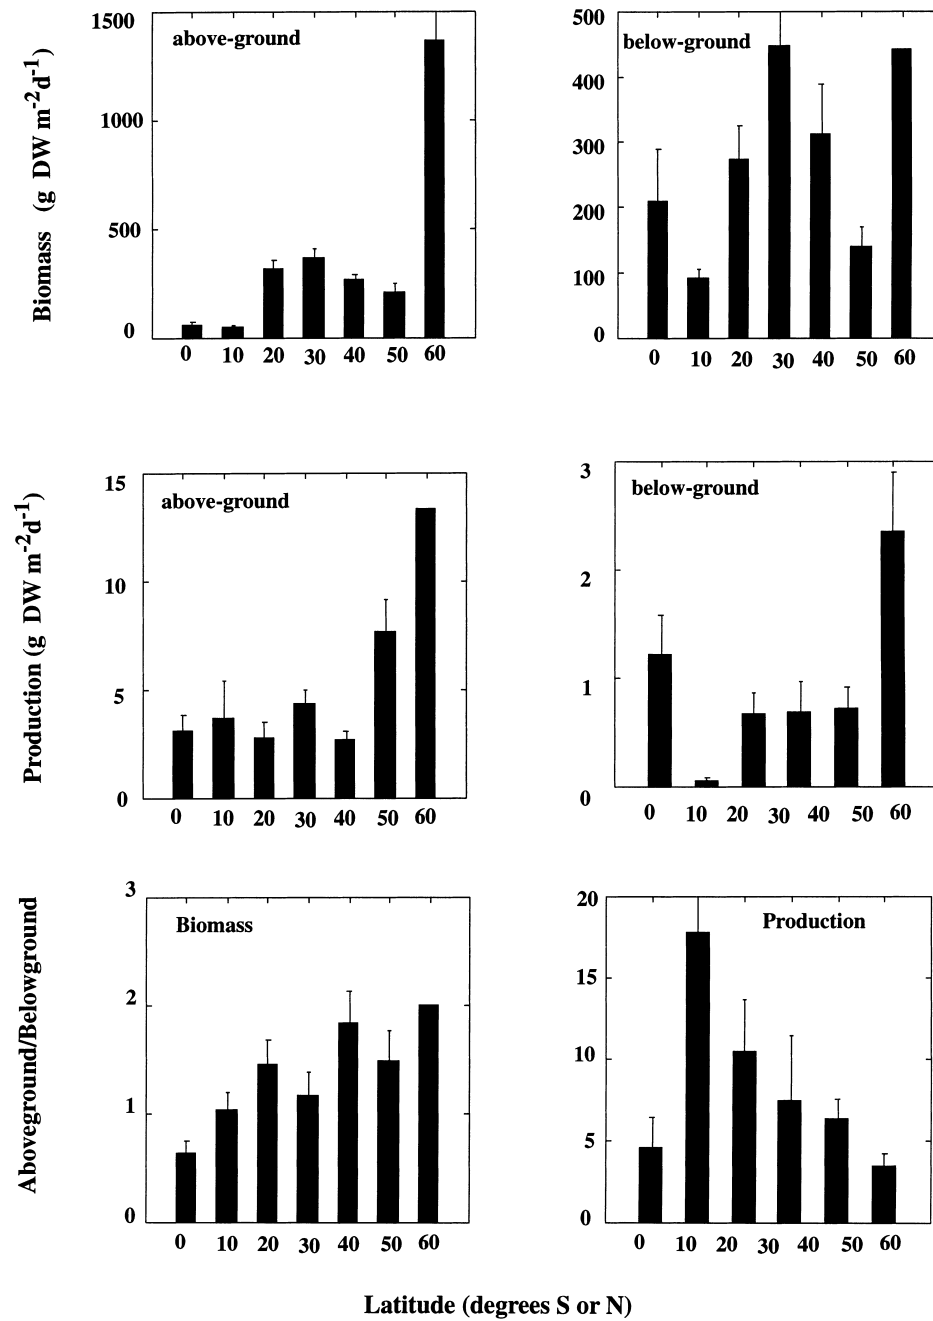 above-ground
1500
1000
500
0
Biomass (g DW m-2d-1)
0 10 20 30 40 50 60
below-ground
500
400
300
200
100
0
0 10 20 30 40 50 60
above-ground
15
10
5
0
Production (g DW m-2d-1)
0 10 20 30 40 50 60
below-ground
3
2
1
0
0 10 20 30 40 50 60
Biomass
3
2
1
0
Aboveground/Belowground
0 10 20 30 40 50 60
Production
20
15
10
5
0
0 10 20 30 40 50 60
Latitude (degrees S or N)